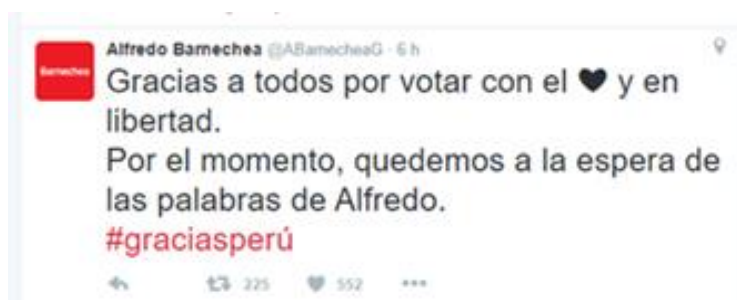 Barnechea
Alfredo Barnechea @ABarnecheaG · 6 h
Gracias a todos por votar con el ♥ y en
libertad.
Por el momento, quedemos a la espera de
las palabras de Alfredo.
#graciasperú
225 552